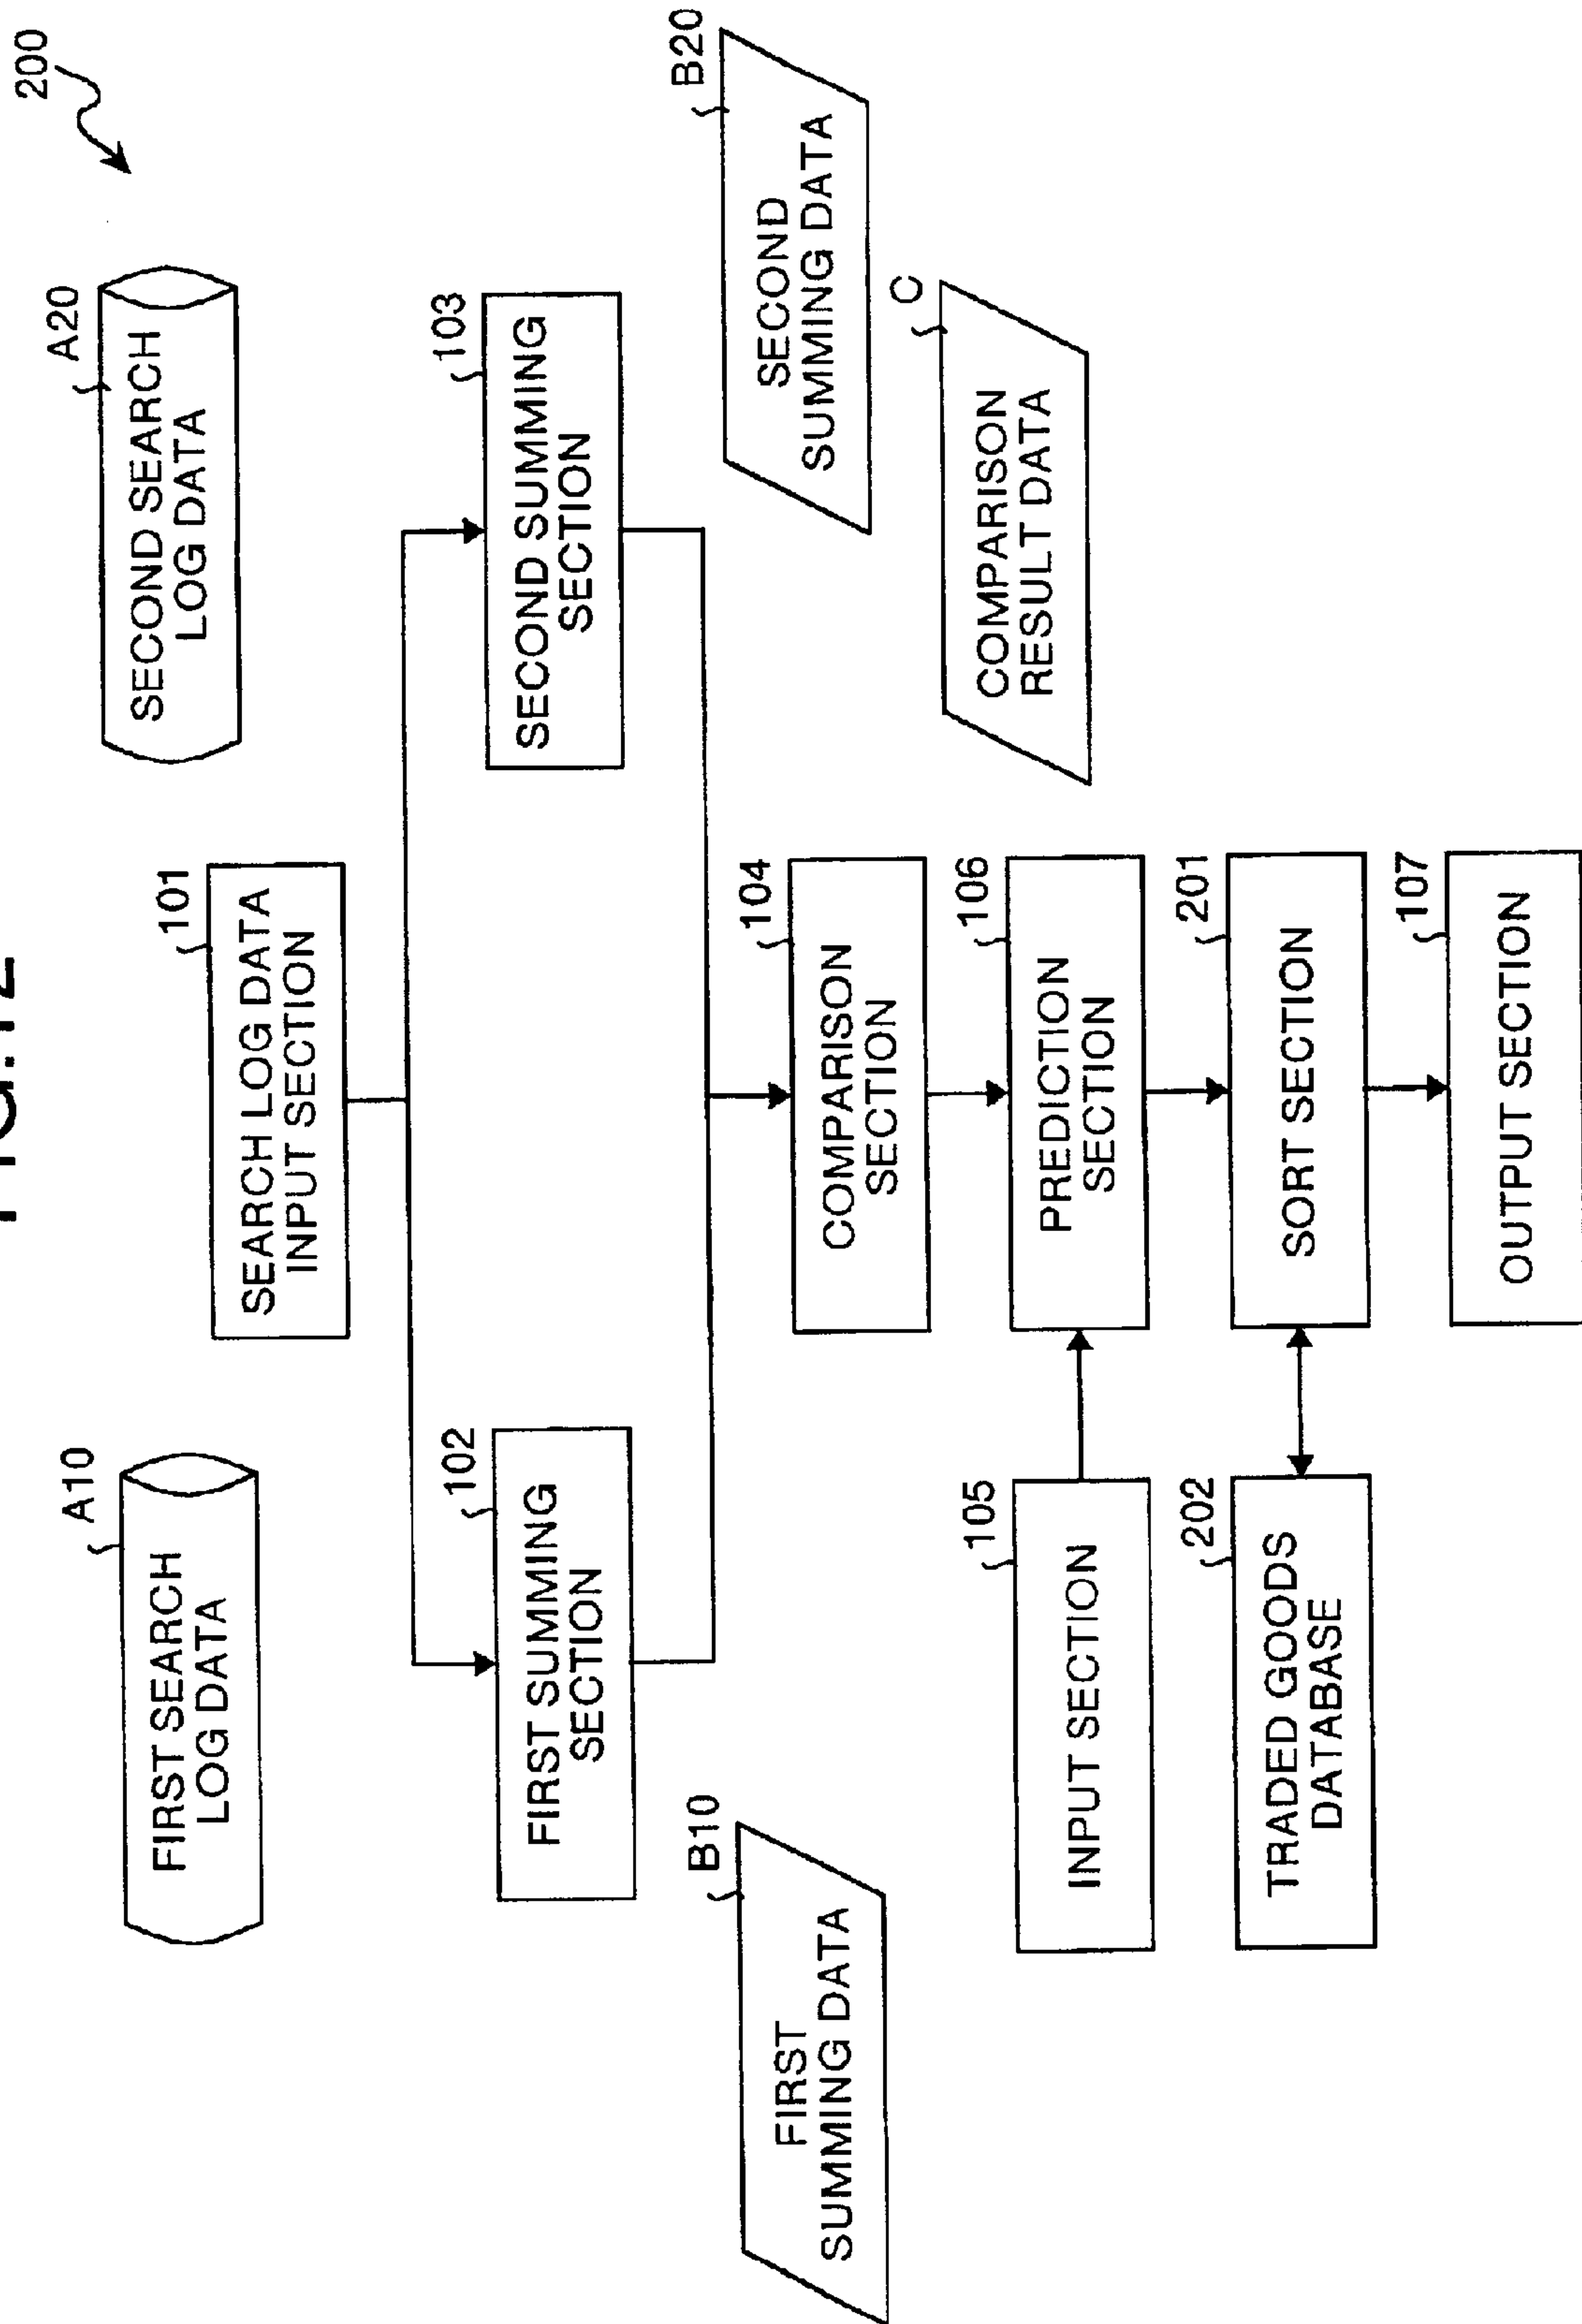 FIG.12
200
A10
FIRST SEARCH
LOG DATA
A20
SECOND SEARCH
LOG DATA
101
SEARCH LOG DATA
INPUT SECTION
102
FIRST SUMMING
SECTION
103
SECOND SUMMING
SECTION
B10
FIRST
SUMMING DATA
B20
SECOND
SUMMING DATA
104
COMPARISON
SECTION
C
COMPARISON
RESULT DATA
105
INPUT SECTION
106
PREDICTION
SECTION
202
TRADED GOODS
DATABASE
201
SORT SECTION
107
OUTPUT SECTION